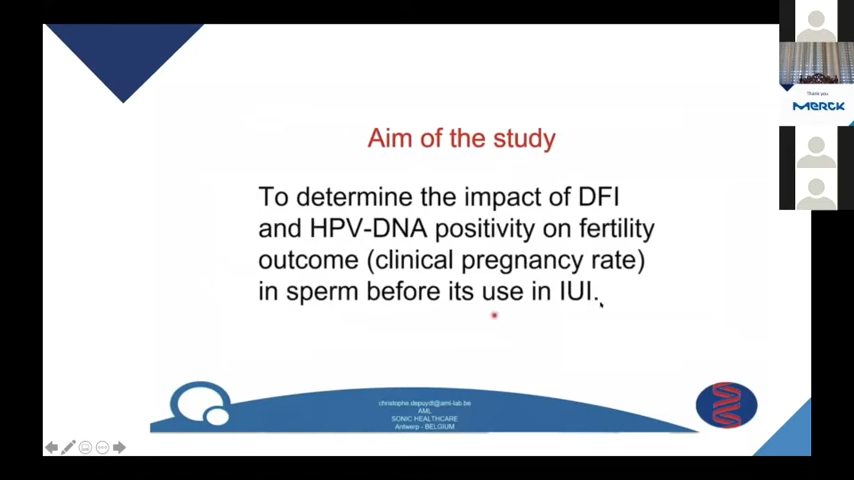 Aim of the study
To determine the impact of DFI
and HPV-DNA positivity on fertility
outcome (clinical pregnancy rate)
in sperm before its use in IUI.
christophe.depuydt@aml-lab.be
AML
SONIC HEALTHCARE
Antwerp - BELGIUM
Thank you
MERCK